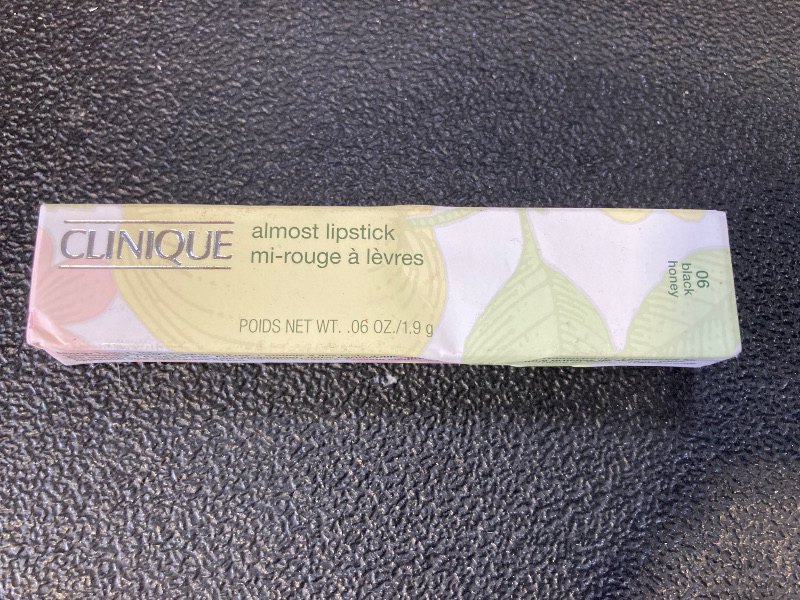 CLINIQUE
almost lipstick
mi-rouge à lèvres
POIDS NET WT. .06 OZ./1.9 g
06
black
honey